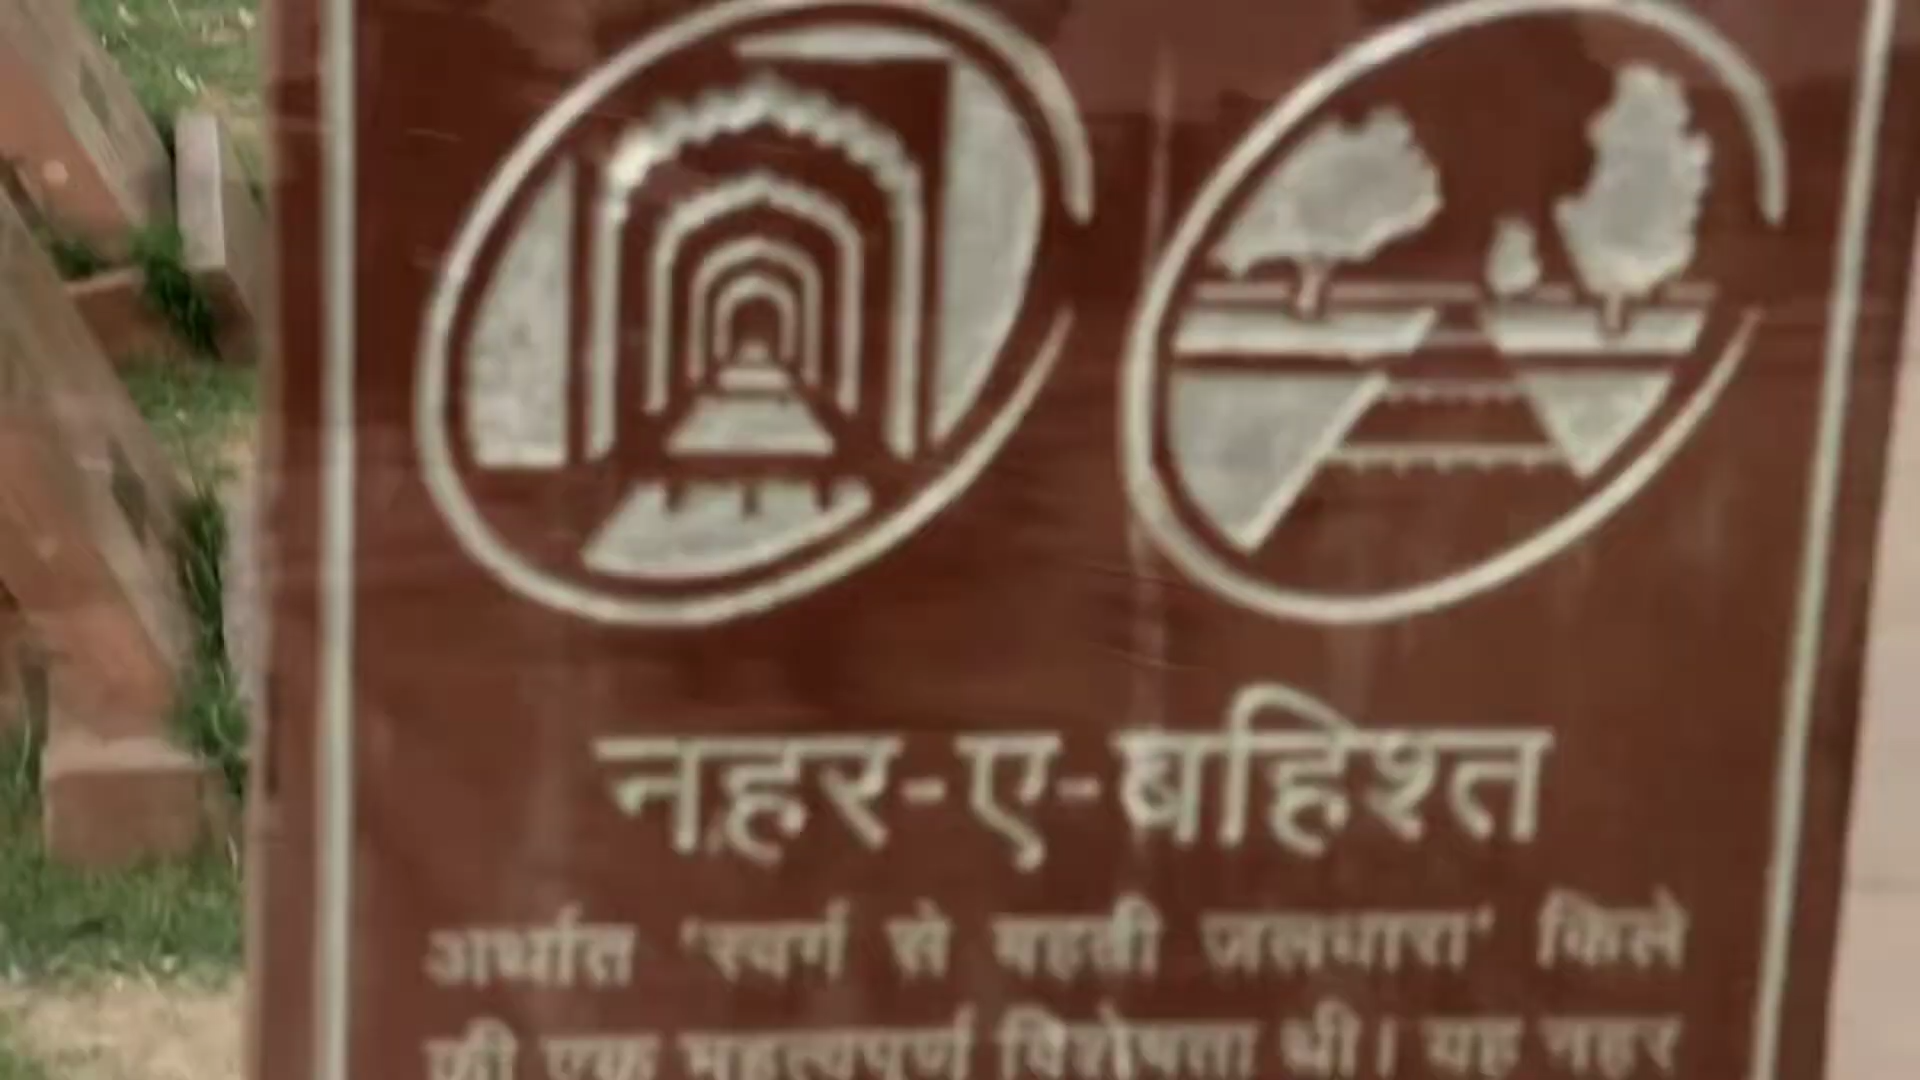 नहर-ए-बहिश्त
अर्थात 'स्वर्ग से बहती जलधारा' किले
की एक महत्वपूर्ण विशेषता थी। यह नहर